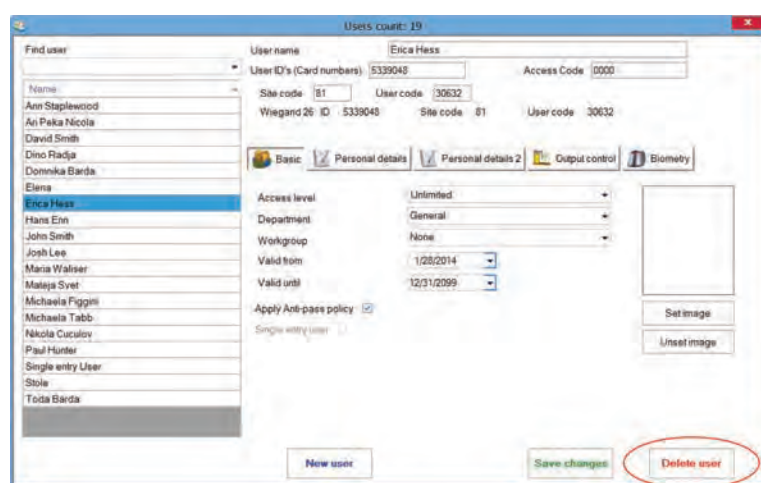 Users count: 19
Find user
Name
Ann Staplewood
Ari Peka Nicola
David Smith
Dino Radja
Domnika Barda
Elena
Erica Hess
Hans Enn
John Smith
Josh Lee
Maria Waliser
Mateja Svet
Michaela Figgini
Michaela Tabb
Nikola Cuculov
Paul Hunter
Single entry User
Stole
Toda Barda
User name Erica Hess
User ID's (Card numbers) 5339048 Access Code 0000
Site code 81 User code 30632
Wiegand 26 ID 5339048 Site code 81 User code 30632
Basic Personal details Personal details 2 Output control Biometry
Access level Unlimited
Department General
Workgroup None
Valid from 1/28/2014
Valid until 12/31/2099
Apply Anti-pass policy
Single entry user
Set image
Unset image
New user Save changes Delete user